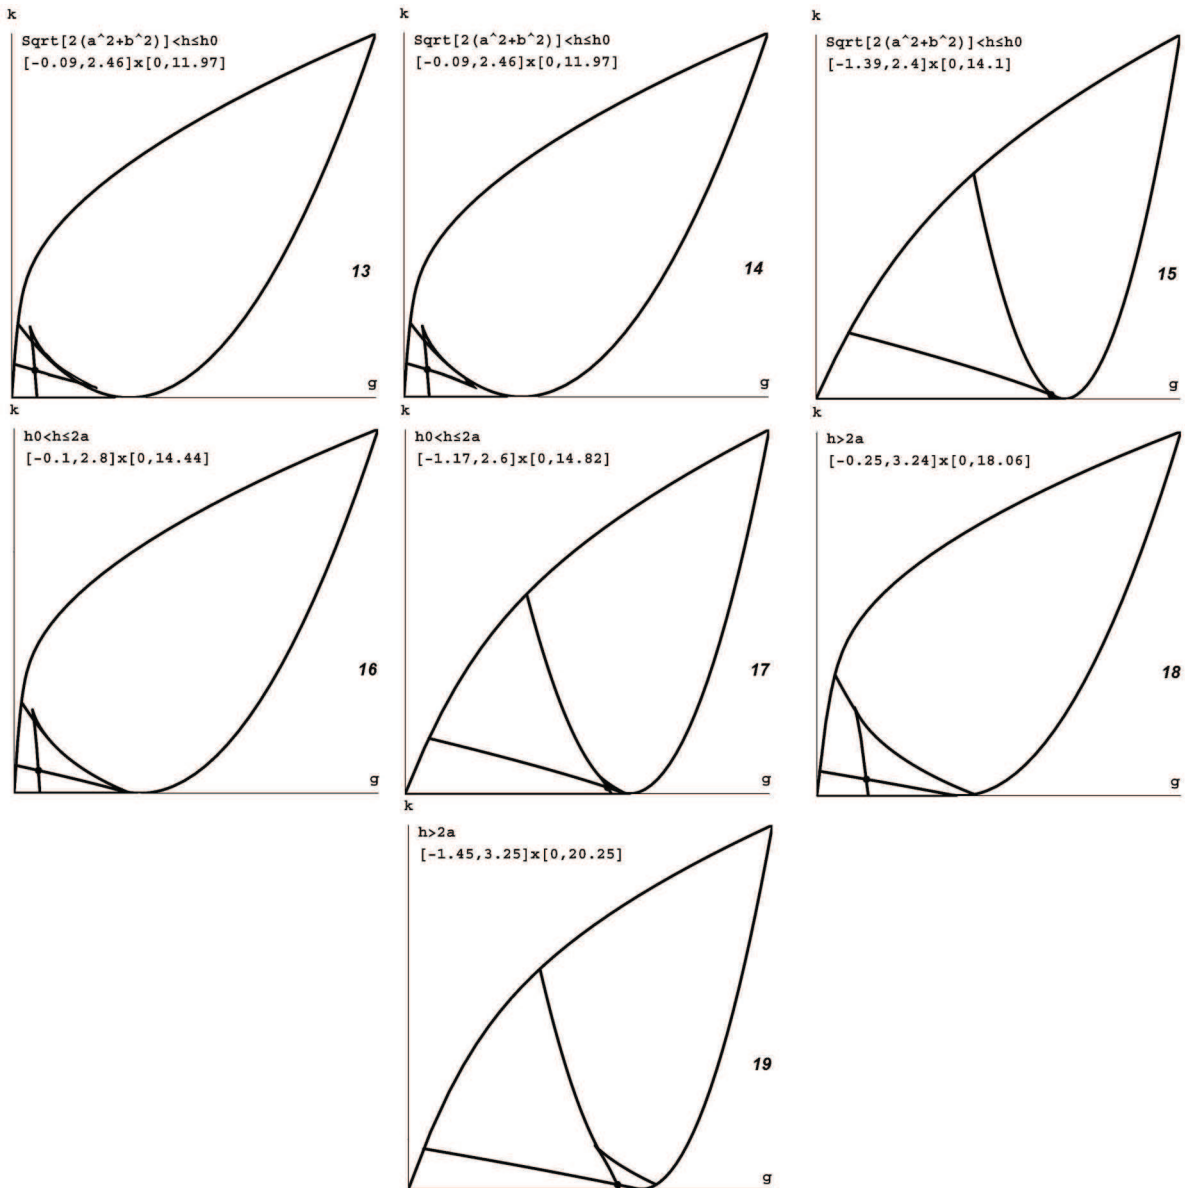 k
Sqrt[2(a^2+b^2)]<h≤h0
[-0.09,2.46]x[0,11.97]
13
g
k
Sqrt[2(a^2+b^2)]<h≤h0
[-0.09,2.46]x[0,11.97]
14
g
k
Sqrt[2(a^2+b^2)]<h≤h0
[-1.39,2.4]x[0,14.1]
15
g
k
h0<h≤2a
[-0.1,2.8]x[0,14.44]
16
g
k
h0<h≤2a
[-1.17,2.6]x[0,14.82]
17
g
k
h>2a
[-0.25,3.24]x[0,18.06]
18
g
k
h>2a
[-1.45,3.25]x[0,20.25]
19
g